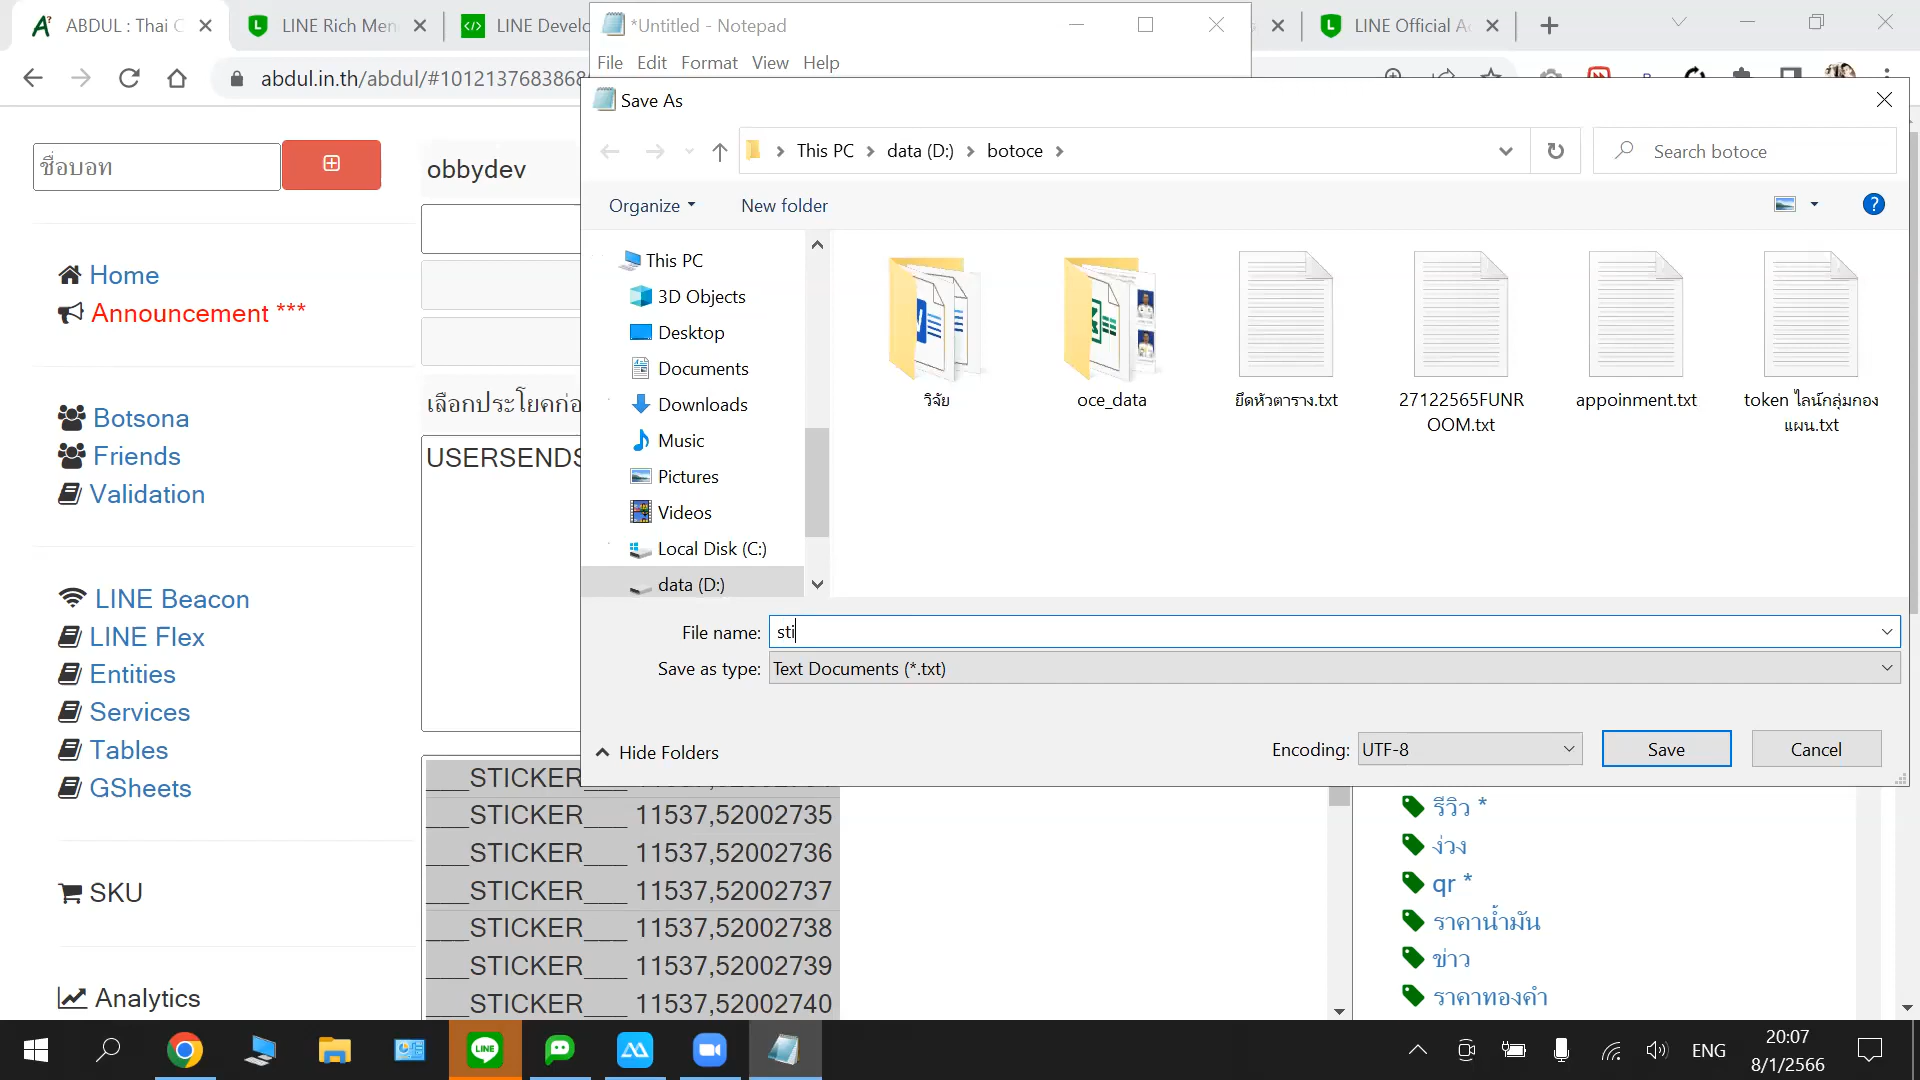 ABDUL : Thai C
LINE Rich Men
LINE Develo
*Untitled - Notepad
LINE Official Ac
File Edit Format View Help
abdul.in.th/abdul/#101213768386
Save As
This PC
data (D:)
botoce
Search botoce
Organize
New folder
ชื่อบอท
Home
Announcement ***
Botsona
Friends
Validation
LINE Beacon
LINE Flex
Entities
Services
Tables
GSheets
SKU
Analytics
obbydev
เลือกประโยคก่อ
USERSENDS
This PC
3D Objects
Desktop
Documents
Downloads
Music
Pictures
Videos
Local Disk (C:)
data (D:)
วิจัย
oce_data
ยึดหัวตาราง.txt
27122565FUNR
OOM.txt
appoinment.txt
token ไลน์กลุ่มกอง
แผน.txt
File name: sti
Save as type: Text Documents (*.txt)
Hide Folders
Encoding: UTF-8
Save
Cancel
___STICKER___
___STICKER___ 11537,52002735
___STICKER___ 11537,52002736
___STICKER___ 11537,52002737
___STICKER___ 11537,52002738
___STICKER___ 11537,52002739
___STICKER___ 11537,52002740
รีวิว *
ง่วง
qr *
ราคาน้ำมัน
ข่าว
ราคาทองคำ
LINE
ENG
20:07
8/1/2566